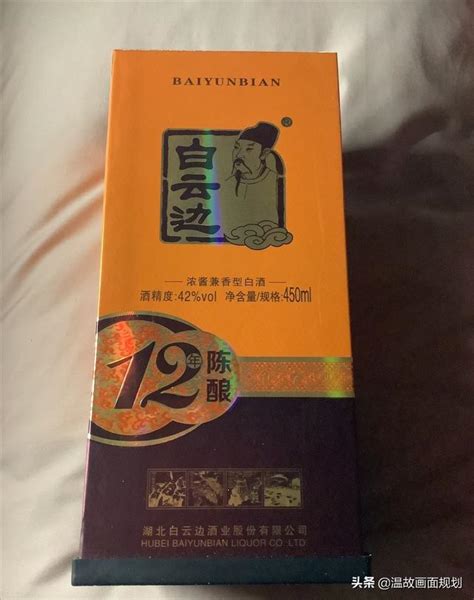 BAIYUNBIAN
白云边
浓酱兼香型白酒
酒精度:42%vol 净含量/规格:450ml
12年陈酿
湖北白云边酒业股份有限公司
HUBEI BAIYUNBIAN LIQUOR CO·LTD
头条 @温故画面规划